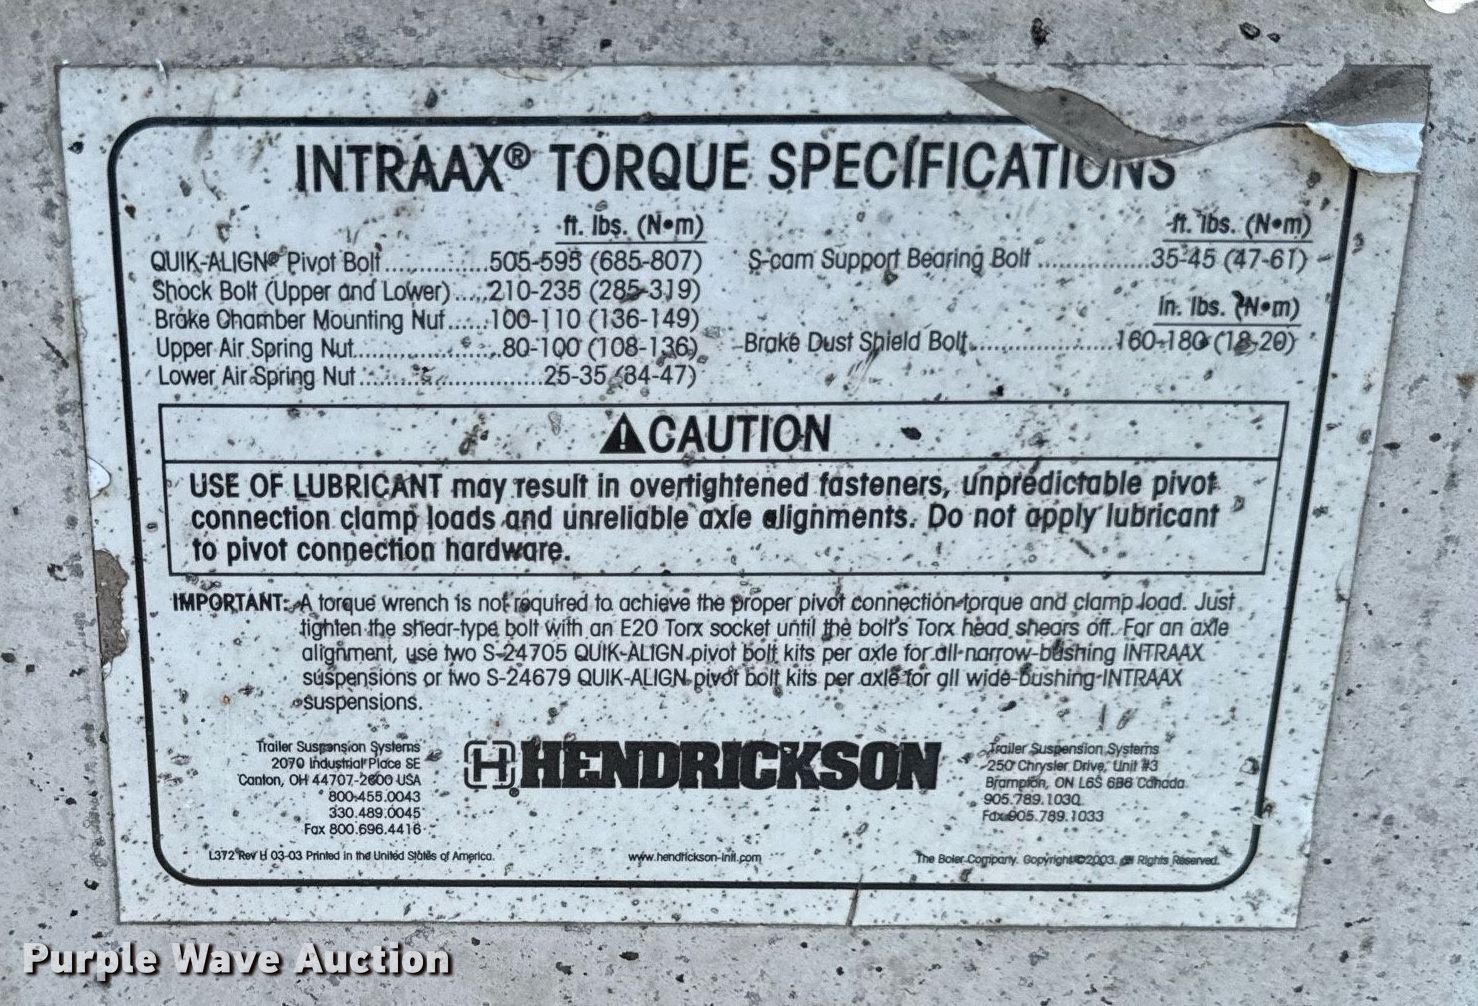 INTRAAX® TORQUE SPECIFICATIONS
ft. lbs. (N•m)
QUIK-ALIGN® Pivot Bolt..............505-595 (685-807)
Shock Bolt (Upper and Lower).....210-235 (285-319)
Brake Chamber Mounting Nut......100-110 (136-149)
Upper Air Spring Nut.....................80-100 (108-136)
Lower Air Spring Nut..........................25-35 (34-47)
ft. lbs. (N•m)
S-cam Support Bearing Bolt ................35-45 (47-61)
In. lbs. (N•m)
Brake Dust Shield Bolt....................160-180 (18-20)
⚠CAUTION
USE OF LUBRICANT may result in overtightened fasteners, unpredictable pivot
connection clamp loads and unreliable axle alignments. Do not apply lubricant
to pivot connection hardware.
IMPORTANT: A torque wrench is not required to achieve the proper pivot connection torque and clamp load. Just
tighten the shear-type bolt with an E20 Torx socket until the bolt's Torx head shears off. For an axle
alignment, use two S-24705 QUIK-ALIGN pivot bolt kits per axle for all narrow-bushing INTRAAX
suspensions or two S-24679 QUIK-ALIGN pivot bolt kits per axle for all wide-bushing INTRAAX
suspensions.
Trailer Suspension Systems
2070 Industrial Place SE
Canton, OH 44707-2600 USA
800.455.0043
330.489.0045
Fax 800.696.4416
H HENDRICKSON®
Trailer Suspension Systems
250 Chrysler Drive, Unit #3
Brampton, ON L6S 6B6 Canada
905.789.1030
Fax 905.789.1033
L372 Rev H 03-03 Printed in the United States of America.
www.hendrickson-intl.com
The Boler Company. Copyright ©2003. All Rights Reserved.
Purple Wave Auction